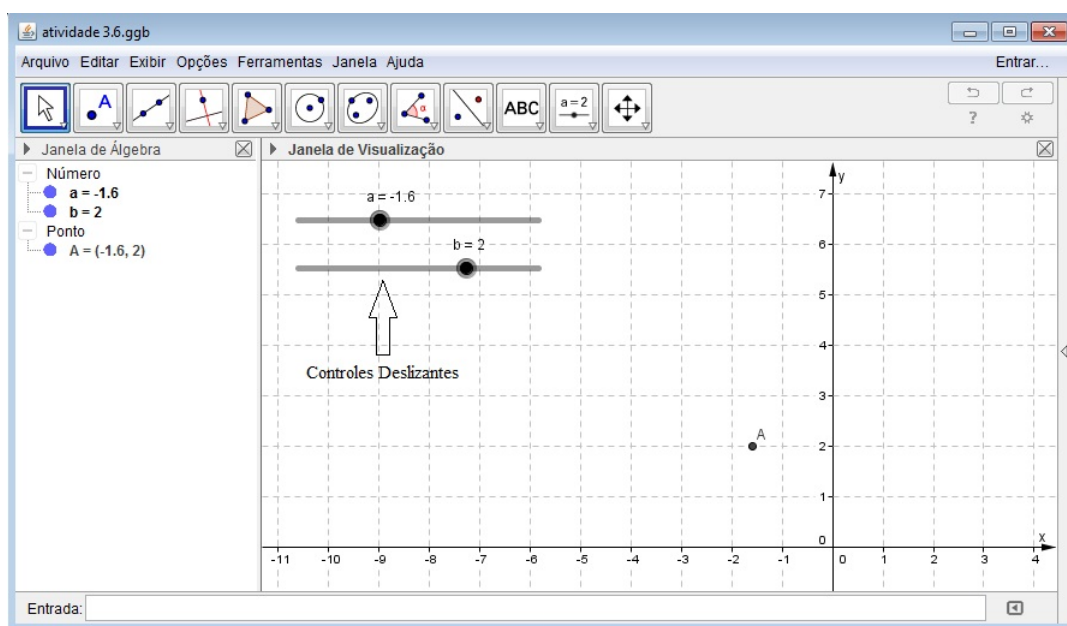 atividade 3.6.ggb
Arquivo Editar Exibir Opções Ferramentas Janela Ajuda Entrar...
A α ABC a = 2 ?
Janela de Álgebra
Número
a = -1.6
b = 2
Ponto
A = (-1.6, 2)
Janela de Visualização
a = -1.6
b = 2
Controles Deslizantes
y
7
6
5
4
3
A
2
1
0
x
-11 -10 -9 -8 -7 -6 -5 -4 -3 -2 -1 0 1 2 3 4
Entrada: